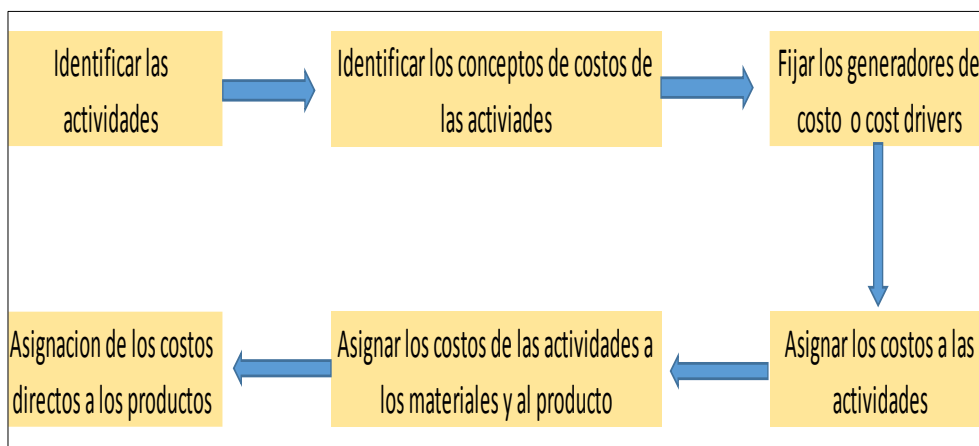 Identificar las
actividades
Identificar los conceptos de costos de
las activiades
Fijar los generadores de
costo o cost drivers
Asignar los costos a las
actividades
Asignar los costos de las actividades a
los materiales y al producto
Asignacion de los costos
directos a los productos